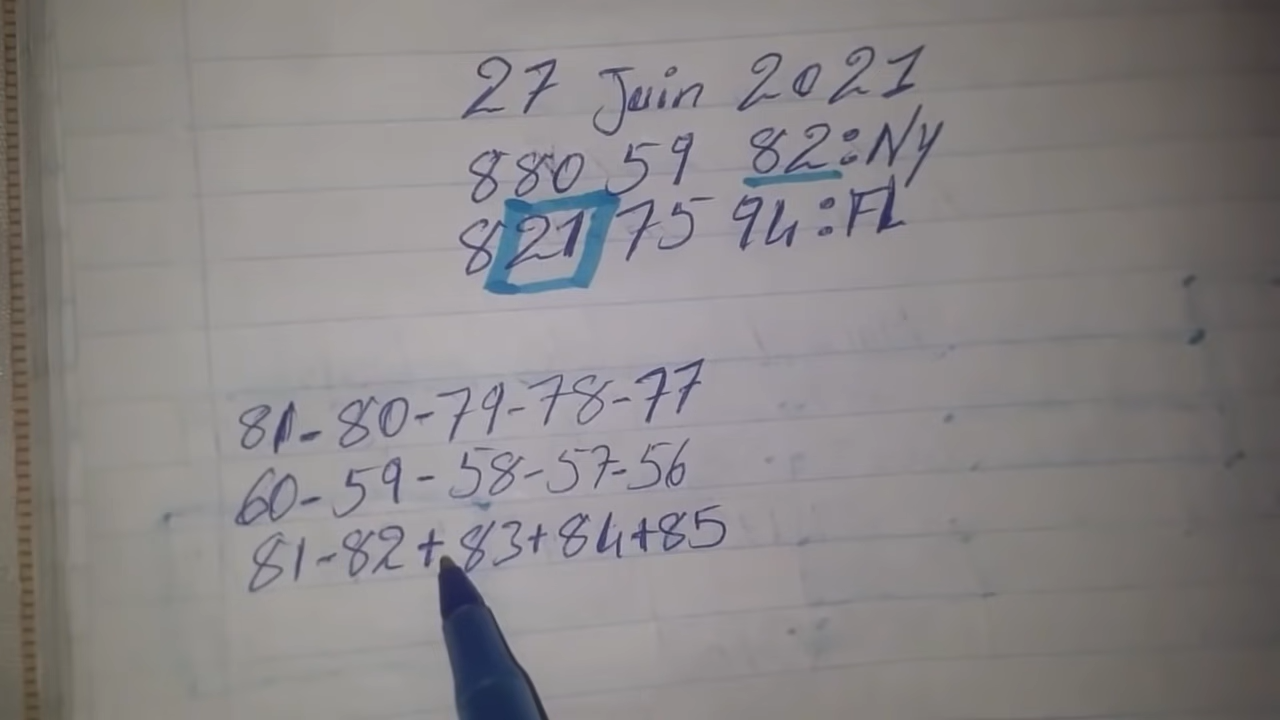 27 Juin 2021
880 59 82:Ny
821 75 94:FL
81-80-79-78-77
60-59-58-57-56
81-82+83+84+85